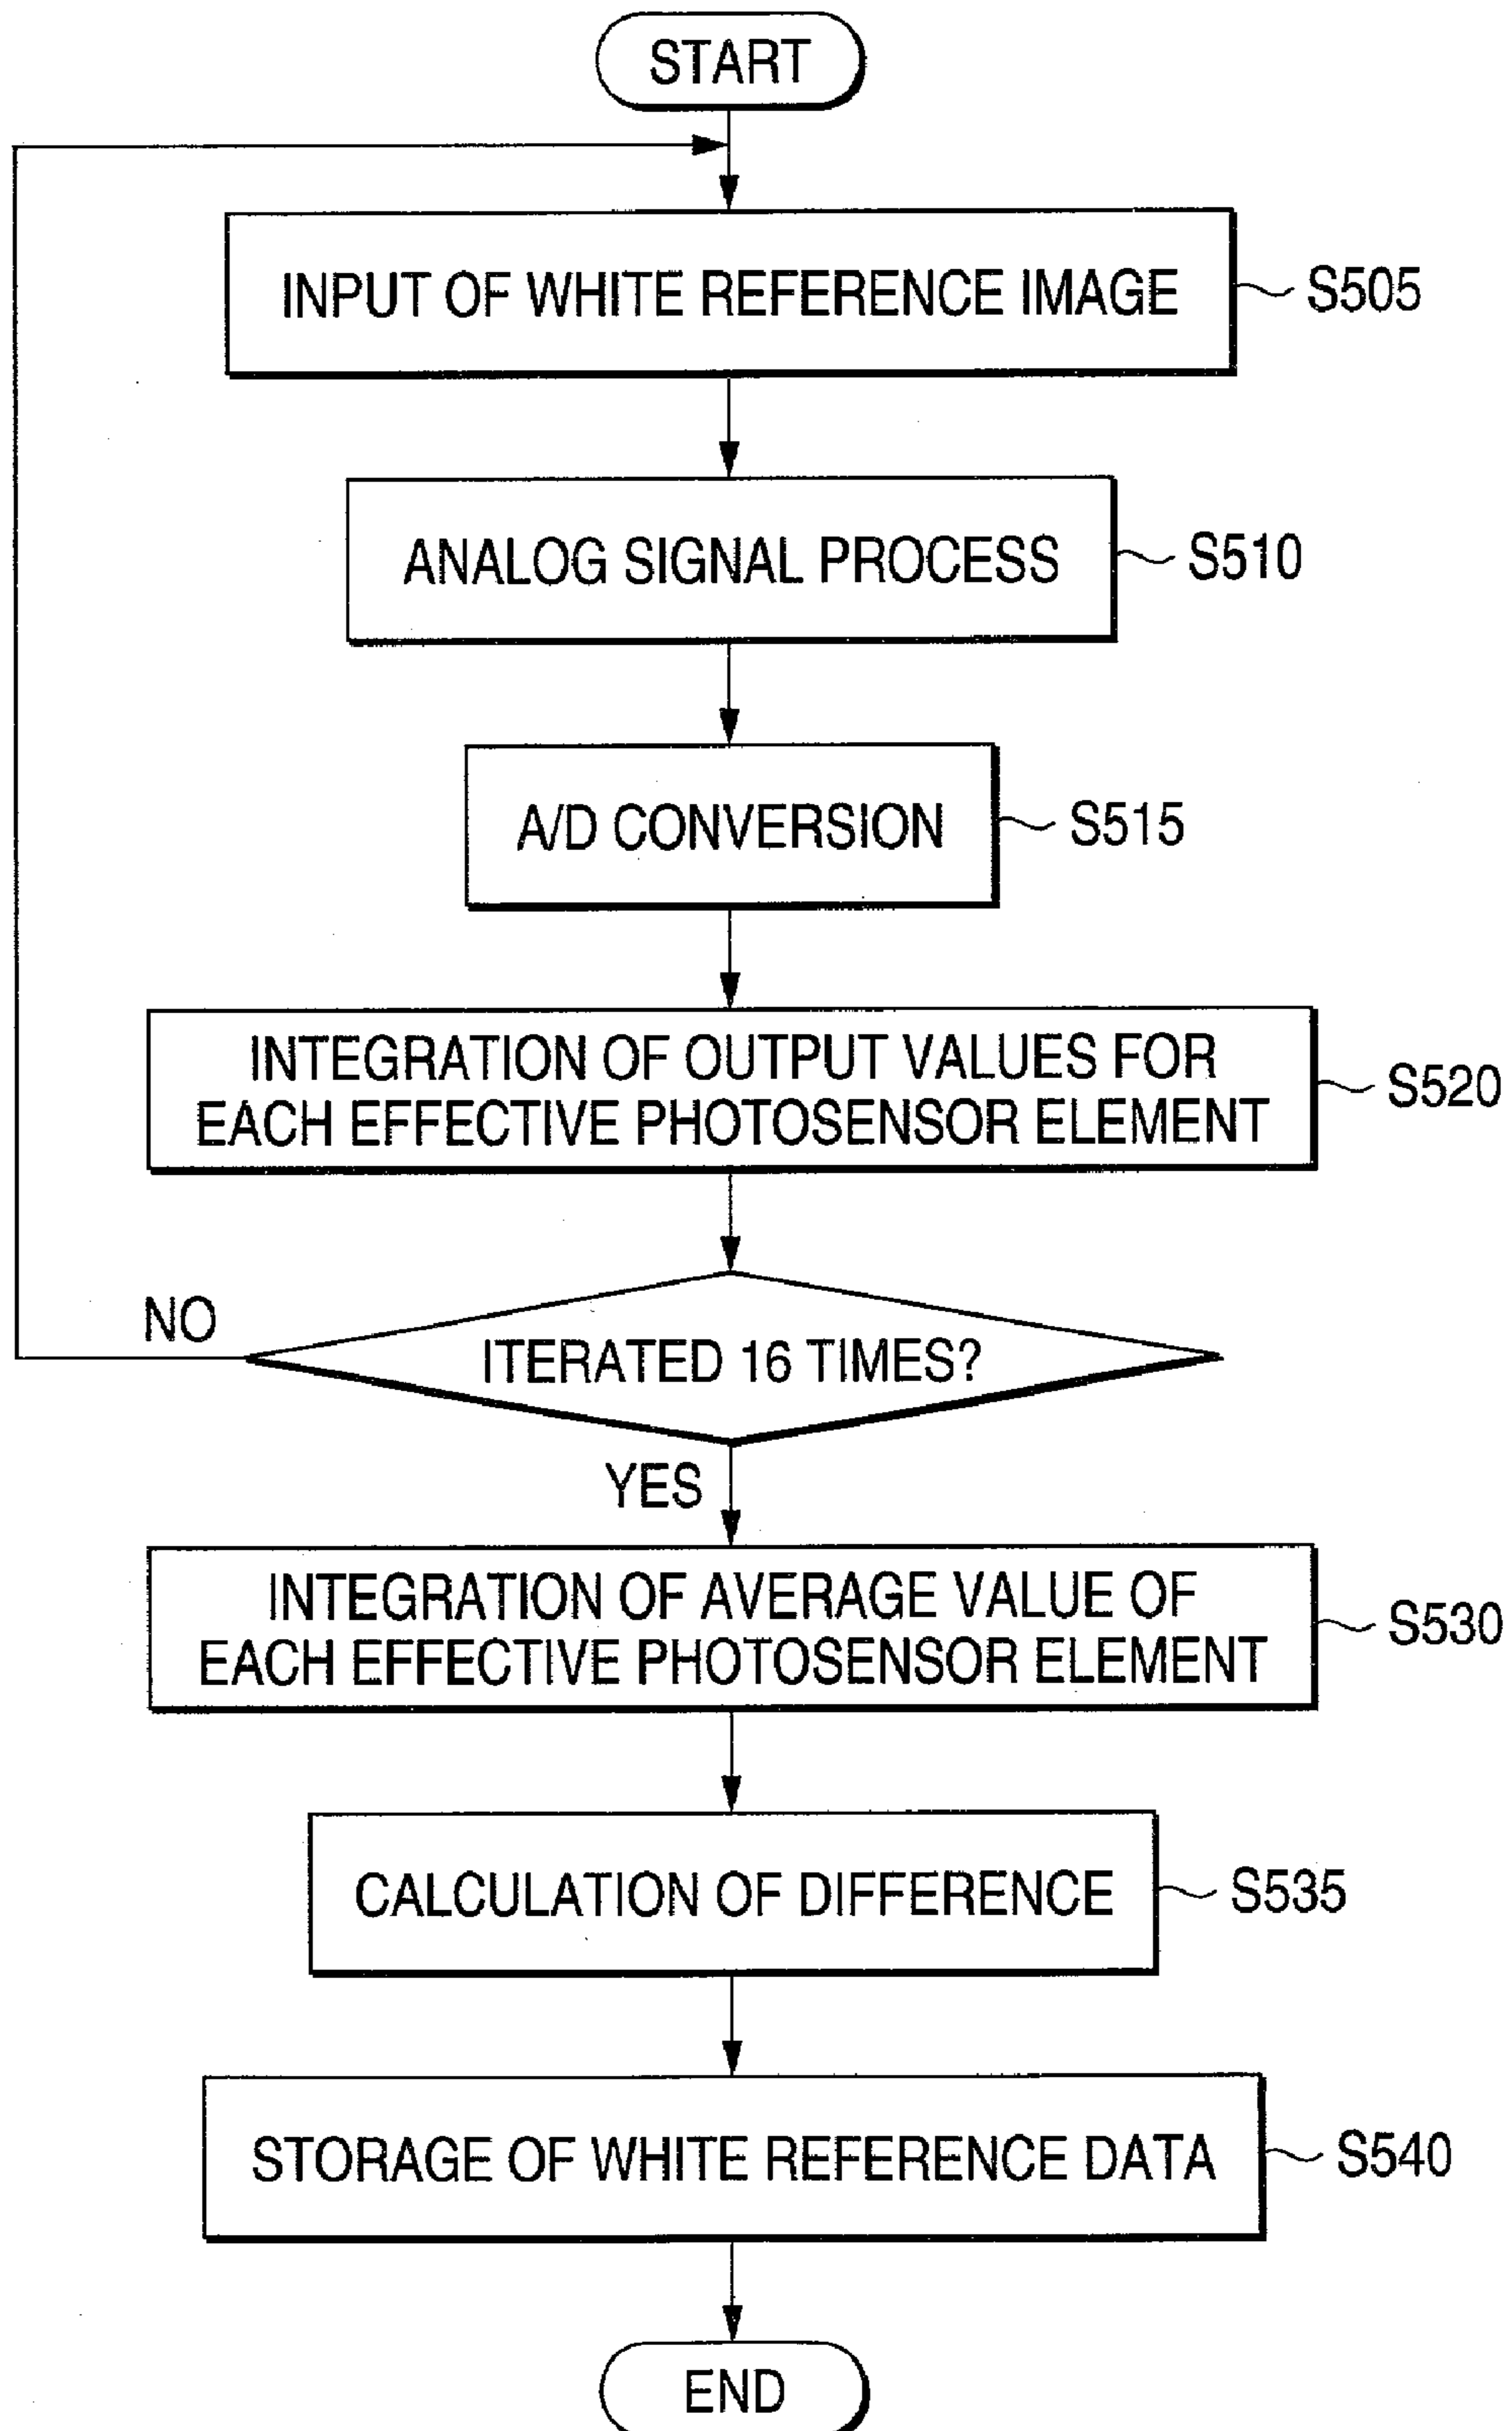 START
INPUT OF WHITE REFERENCE IMAGE
S505
ANALOG SIGNAL PROCESS
S510
A/D CONVERSION
S515
INTEGRATION OF OUTPUT VALUES FOR
EACH EFFECTIVE PHOTOSENSOR ELEMENT
S520
NO
ITERATED 16 TIMES?
YES
INTEGRATION OF AVERAGE VALUE OF
EACH EFFECTIVE PHOTOSENSOR ELEMENT
S530
CALCULATION OF DIFFERENCE
S535
STORAGE OF WHITE REFERENCE DATA
S540
END